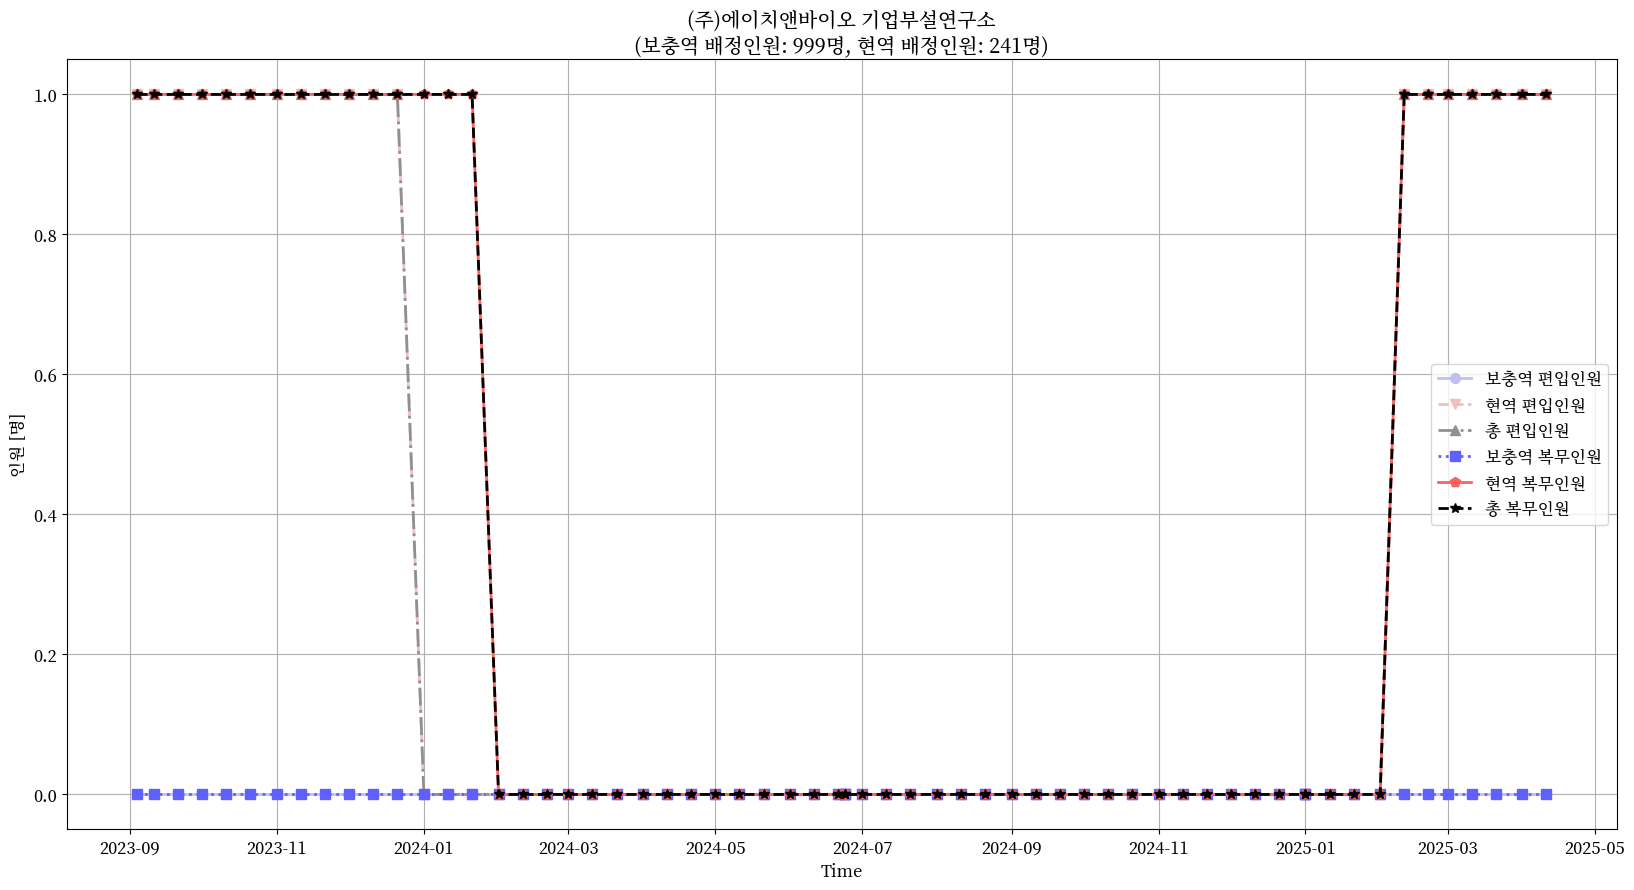 (주)에이치앤바이오 기업부설연구소
(보충역 배정인원: 999명, 현역 배정인원: 241명)
인원 [명]
1.0
0.8
0.6
0.4
0.2
0.0
보충역 편입인원
현역 편입인원
총 편입인원
보충역 복무인원
현역 복무인원
총 복무인원
2023-09
2023-11
2024-01
2024-03
2024-05
2024-07
2024-09
2024-11
2025-01
2025-03
2025-05
Time